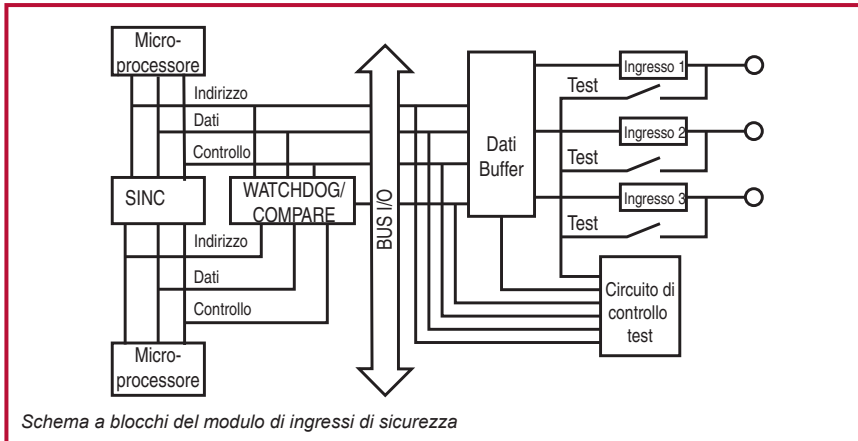 Micro-
processore
Indirizzo
Dati
Controllo
SINC
WATCHDOG/
COMPARE
Indirizzo
Dati
Controllo
Micro-
processore
BUS I/O
Dati
Buffer
Ingresso 1
Test
Ingresso 2
Test
Ingresso 3
Test
Circuito di
controllo
test
Schema a blocchi del modulo di ingressi di sicurezza